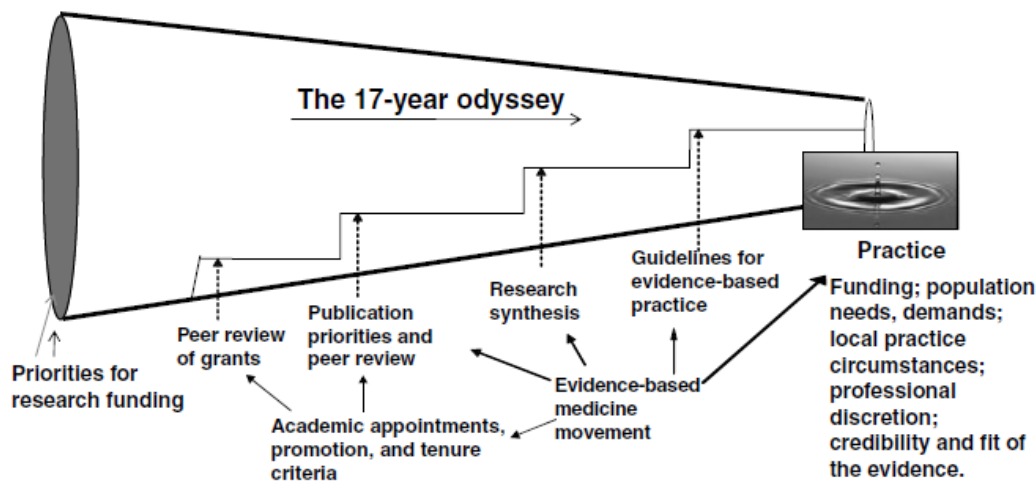 The 17-year odyssey
Priorities for
research funding
Peer review
of grants
Publication
priorities and
peer review
Research
synthesis
Guidelines for
evidence-based
practice
Academic appointments,
promotion, and tenure
criteria
Evidence-based
medicine
movement
Practice
Funding; population
needs, demands;
local practice
circumstances;
professional
discretion;
credibility and fit of
the evidence.